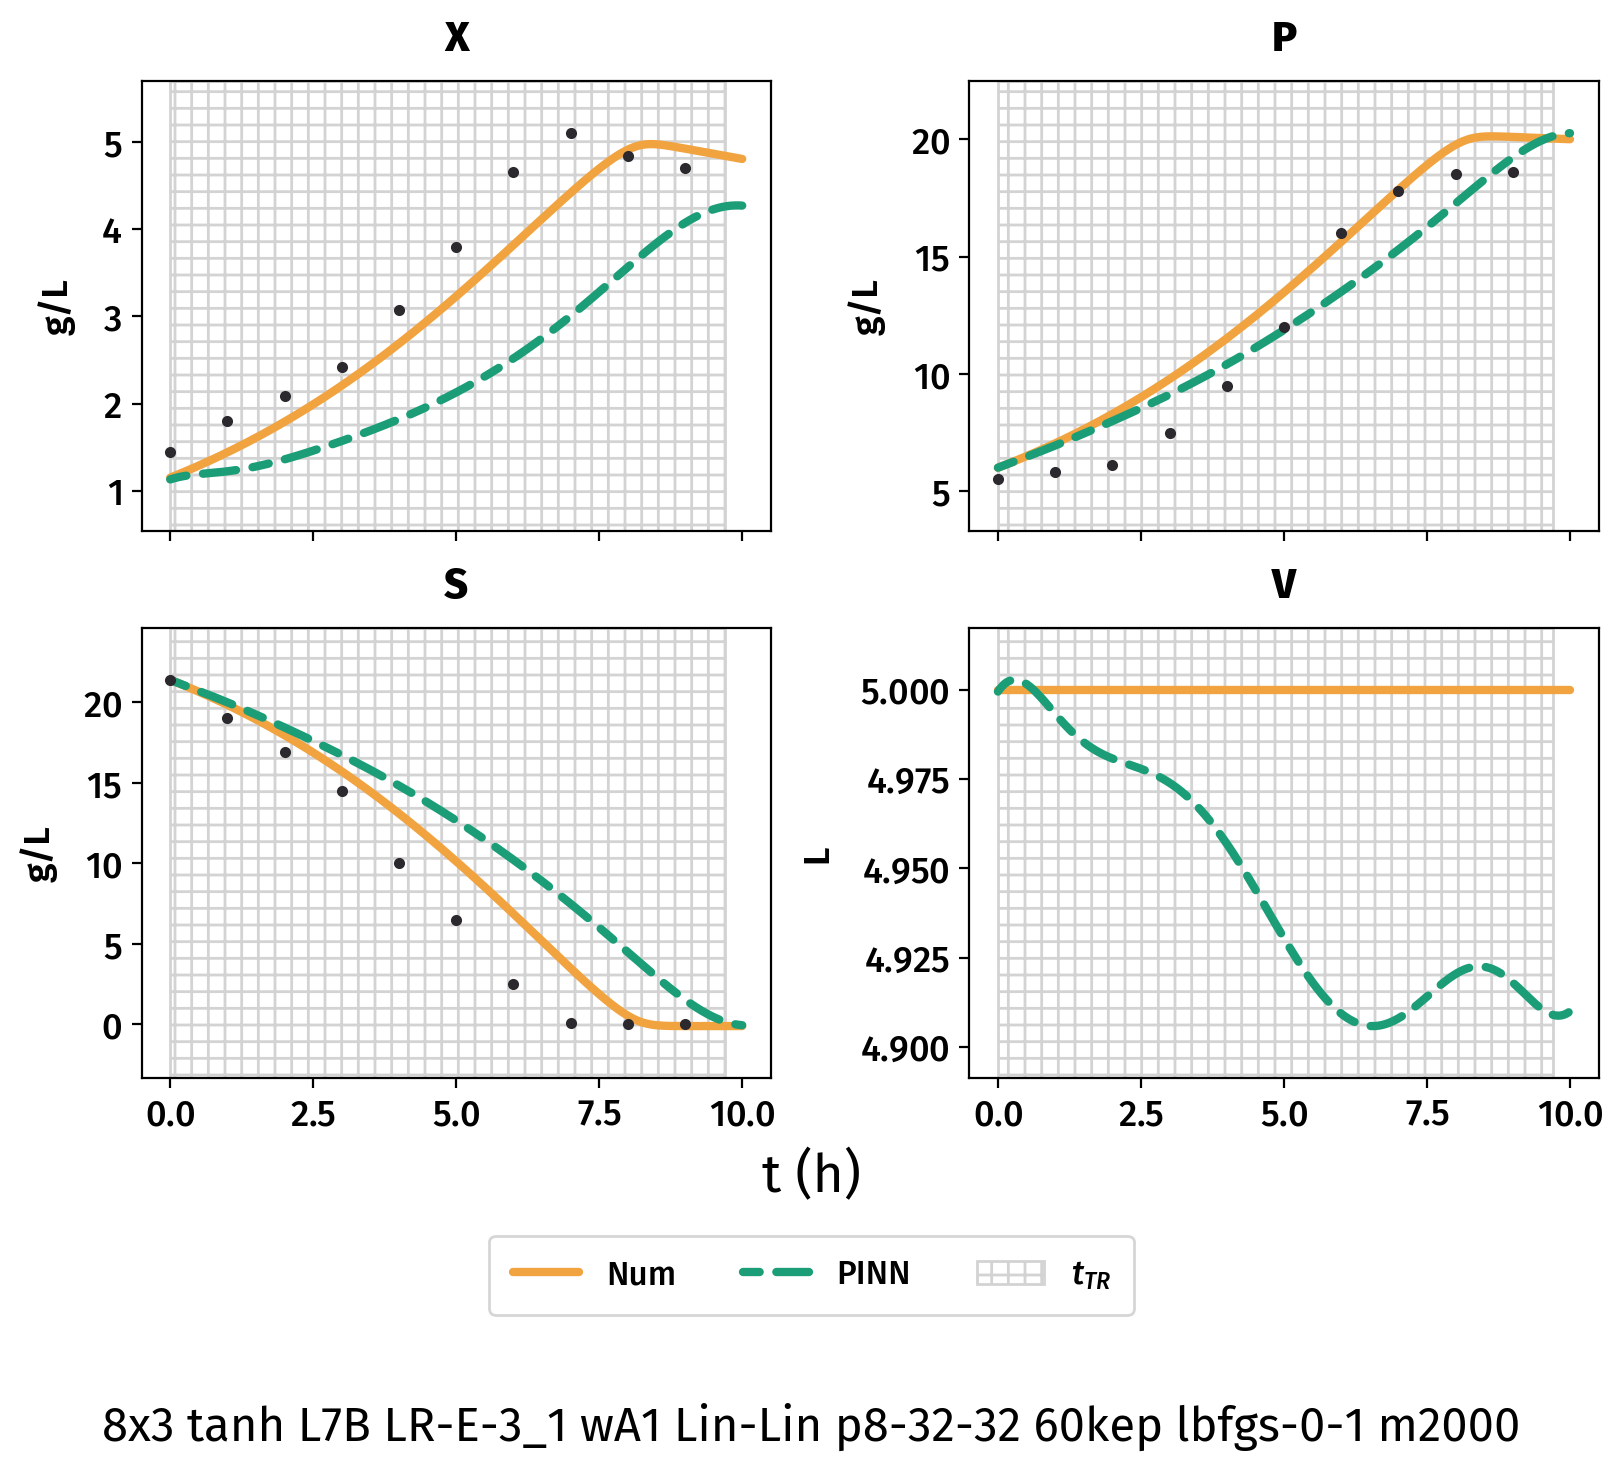 X
P
g/L
5
4
3
2
1
g/L
20
15
10
5
S
V
g/L
20
15
10
5
0
0.0 2.5 5.0 7.5 10.0
L
5.000
4.975
4.950
4.925
4.900
0.0 2.5 5.0 7.5 10.0
t (h)
Num PINN tTR
8x3 tanh L7B LR-E-3_1 wA1 Lin-Lin p8-32-32 60kep lbfgs-0-1 m2000